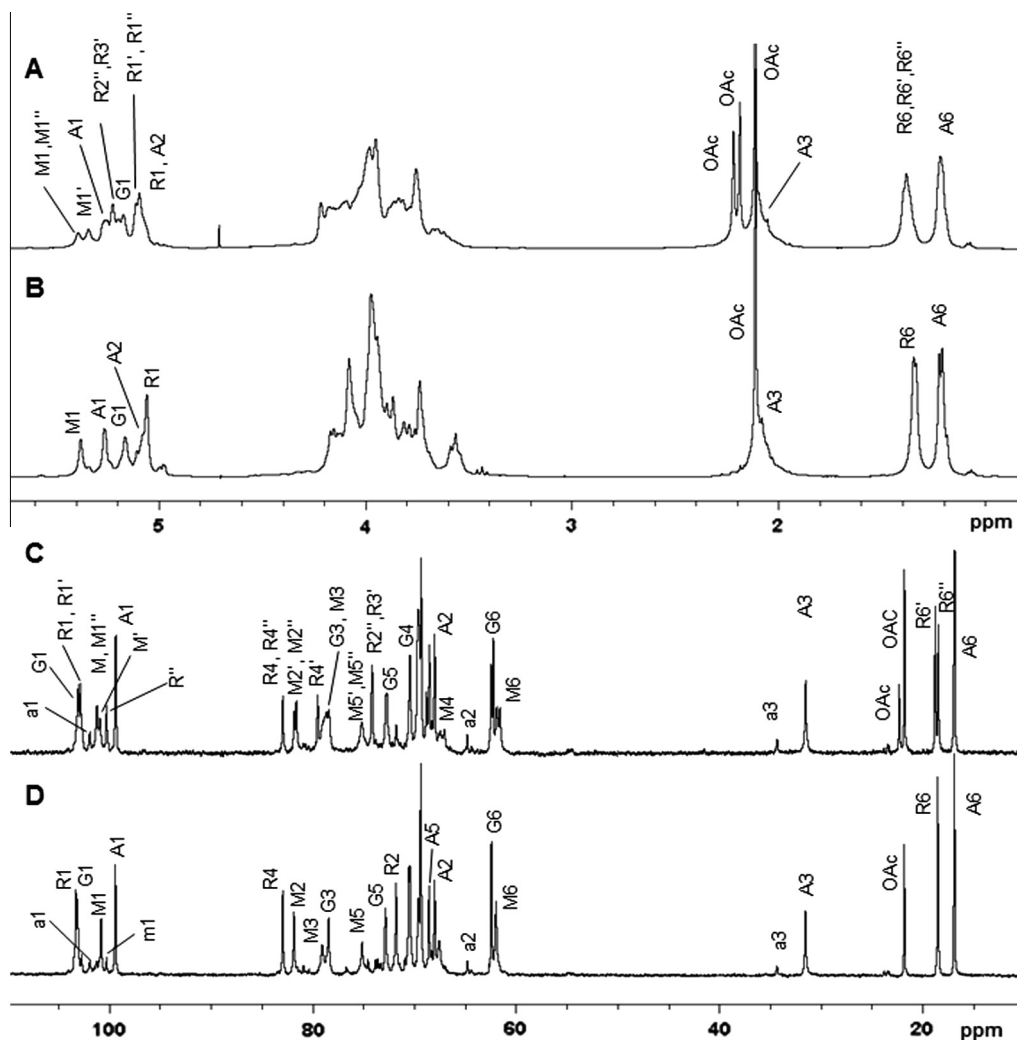 A
M1,M1''
M1'
A1
R2'',R3'
G1
R1', R1''
R1, A2
OAc
OAc
OAc
A3
R6,R6',R6''
A6
B
M1
A1
G1
A2
R1
OAc
A3
R6
A6
5 4 3 2 ppm
C
G1
a1
R1, R1'
M, M1''
M'
A1
R''
R4, R4''
M2', M2''
R4'
G3, M3
M5',M5''
R2'',R3'
G5
G4
A2
M4
a2
G6
M6
a3
A3
OAc
OAC
R6'
R6''
A6
D
a1
R1
G1
M1
A1
m1
R4
M2
M3
G3
M5
G5
R2
A5
A2
a2
G6
M6
a3
A3
OAc
R6
A6
100 80 60 40 20 ppm